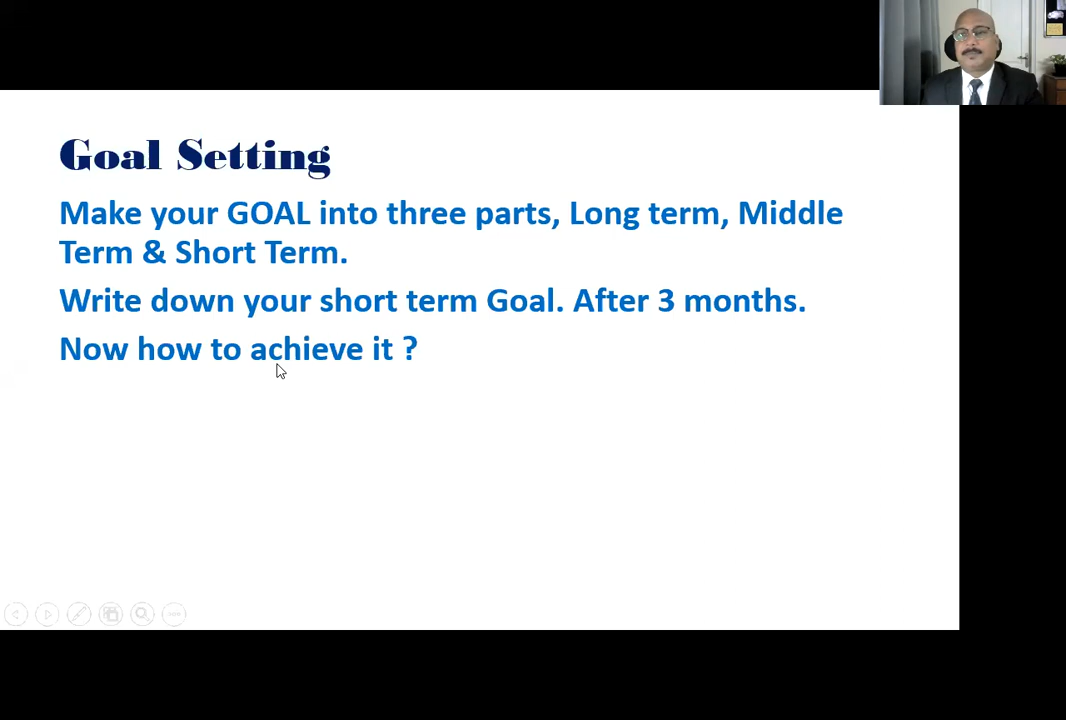 Goal Setting
Make your GOAL into three parts, Long term, Middle
Term & Short Term.
Write down your short term Goal. After 3 months.
Now how to achieve it ?